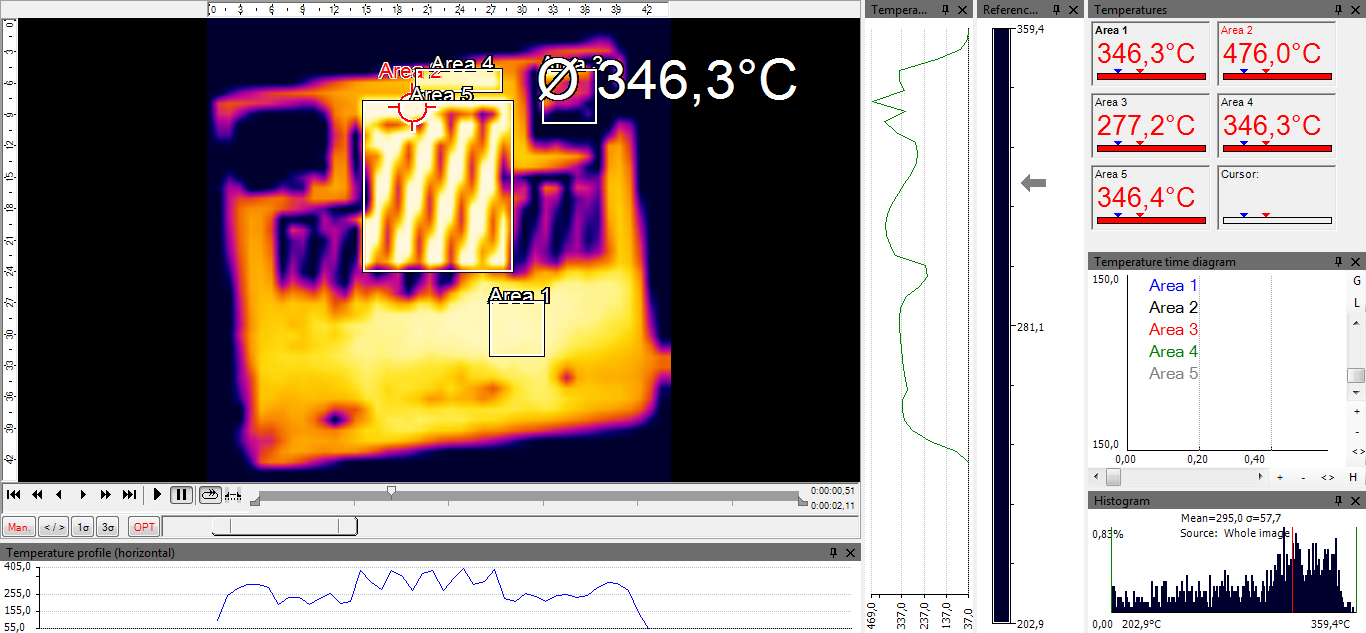 0 3 6 9 12 15 18 21 24 27 30 33 36 39 42
0 3 6 9 12 15 18 21 24 27 30 33 36 39 42
Area 2
Area 4
Area 3
Area 5
Area 1
Ø 346,3°C
Man.
< / >
1σ
3σ
OPT
0:00:00,51
0:00:02,11
Temperature profile (horizontal)
405,0
255,0
155,0
55,0
Tempera...
469,0 337,0 237,0 137,0 37,0
Referenc...
359,4
281,1
202,9
Temperatures
Area 1
346,3°C
Area 2
476,0°C
Area 3
277,2°C
Area 4
346,3°C
Area 5
346,4°C
Cursor:
Temperature time diagram
150,0
Area 1
Area 2
Area 3
Area 4
Area 5
150,0
0,00 0,20 0,40
G
L
+
-
< >
+ - < > H
Histogram
Mean=295,0 σ=57,7
Source: Whole image
0,83%
0,00 202,9°C 359,4°C